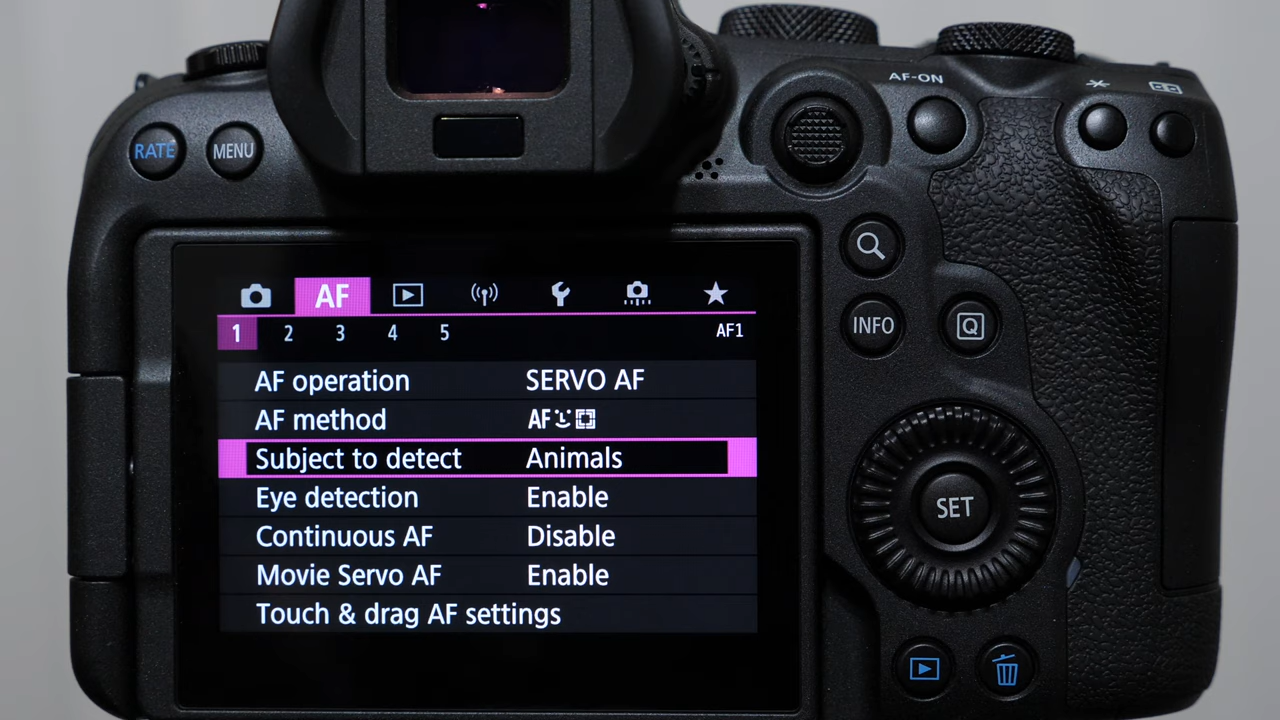 AF-ON
RATE MENU
AF
1 2 3 4 5 AF1
AF operation SERVO AF
AF method AF
Subject to detect Animals
Eye detection Enable
Continuous AF Disable
Movie Servo AF Enable
Touch & drag AF settings
INFO Q
SET